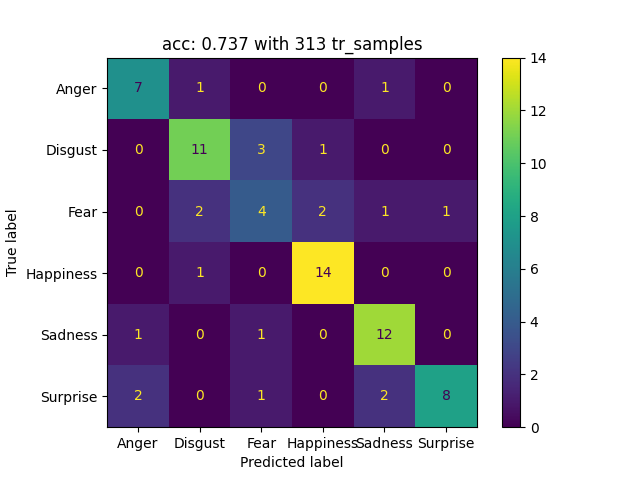 acc: 0.737 with 313 tr_samples
True label
Anger 7 1 0 0 1 0
Disgust 0 11 3 1 0 0
Fear 0 2 4 2 1 1
Happiness 0 1 0 14 0 0
Sadness 1 0 1 0 12 0
Surprise 2 0 1 0 2 8
Anger Disgust Fear Happiness Sadness Surprise
Predicted label
14
12
10
8
6
4
2
0